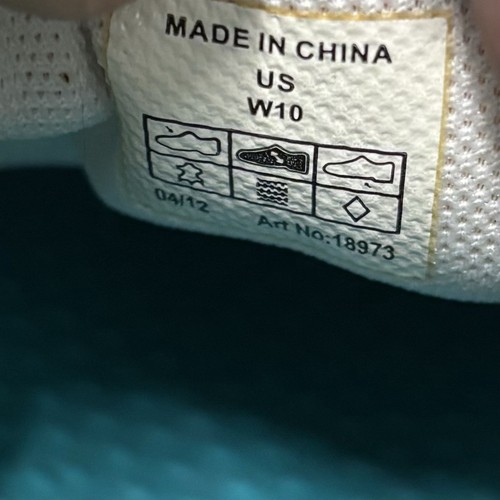 MADE IN CHINA
US
W10
04/12 Art No:18973